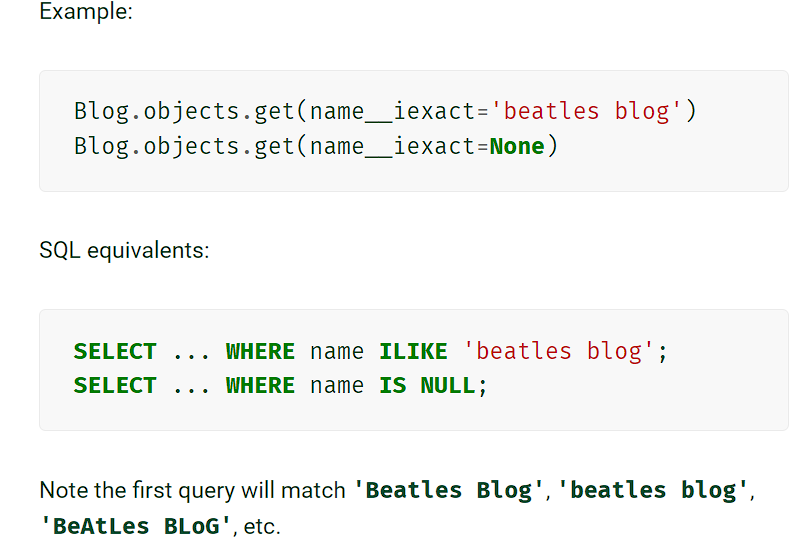 Example:
Blog.objects.get(name__iexact='beatles blog')
Blog.objects.get(name__iexact=None)
SQL equivalents:
SELECT ... WHERE name ILIKE 'beatles blog';
SELECT ... WHERE name IS NULL;
Note the first query will match 'Beatles Blog', 'beatles blog',
'BeAtLes BLoG', etc.